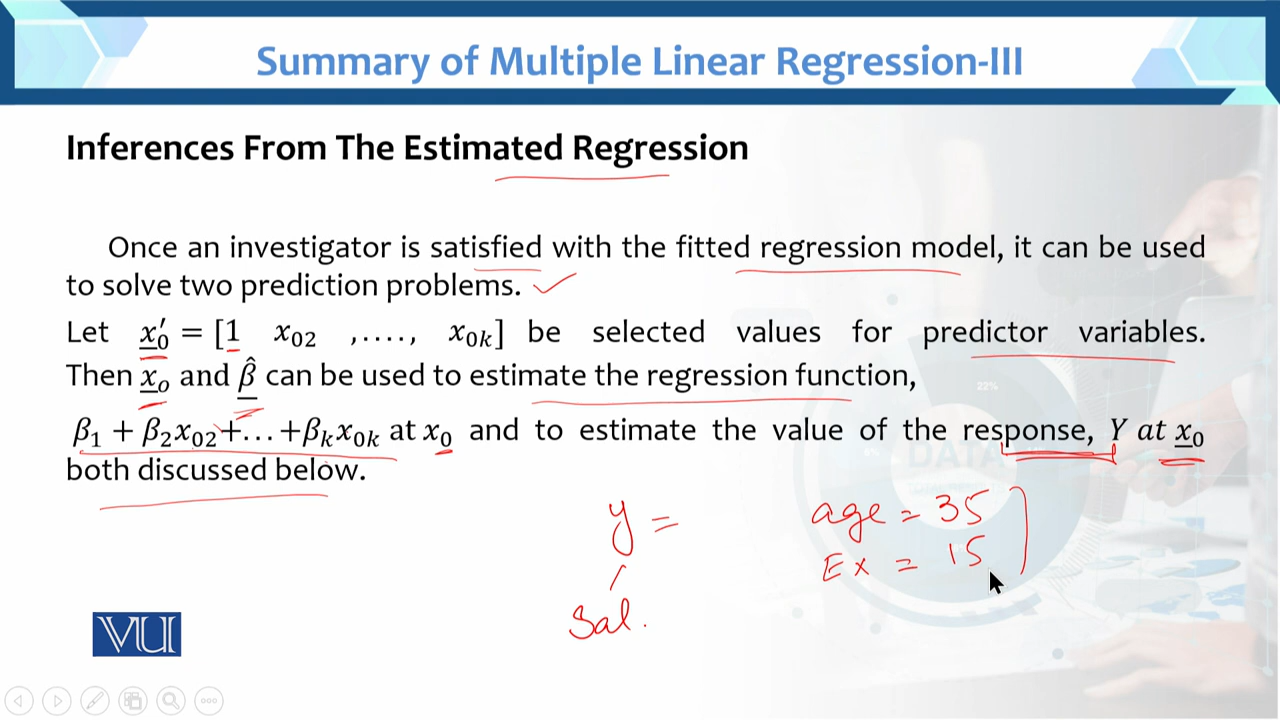 Summary of Multiple Linear Regression-III
Inferences From The Estimated Regression
Once an investigator is satisfied with the fitted regression model, it can be used
to solve two prediction problems.
Let x₀′ = [1 x₀₂ ,...., x₀ₖ] be selected values for predictor variables.
Then xₒ and β̂ can be used to estimate the regression function,
β₁ + β₂x₀₂+...+βₖx₀ₖ at x₀ and to estimate the value of the response, Y at x₀
both discussed below.
y =
Sal.
age = 35
Ex = 15
VU